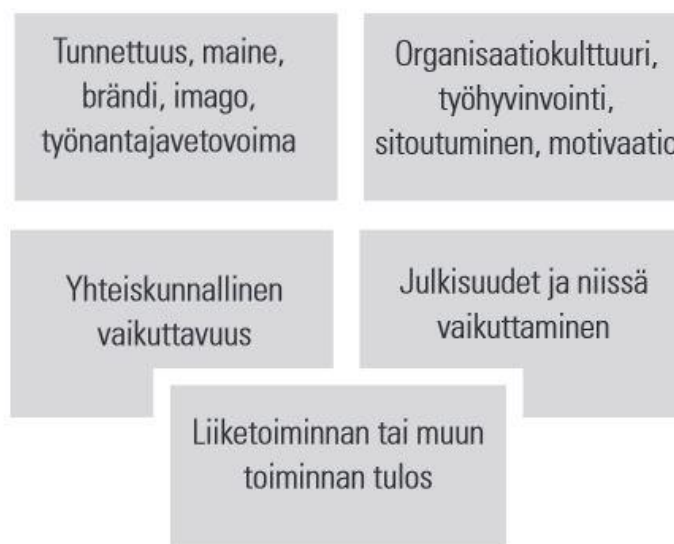 Tunnettuus, maine,
brändi, imago,
työnantajavetovoima
Organisaatiokulttuuri,
työhyvinvointi,
sitoutuminen, motivaatio
Yhteiskunnallinen
vaikuttavuus
Julkisuudet ja niissä
vaikuttaminen
Liiketoiminnan tai muun
toiminnan tulos